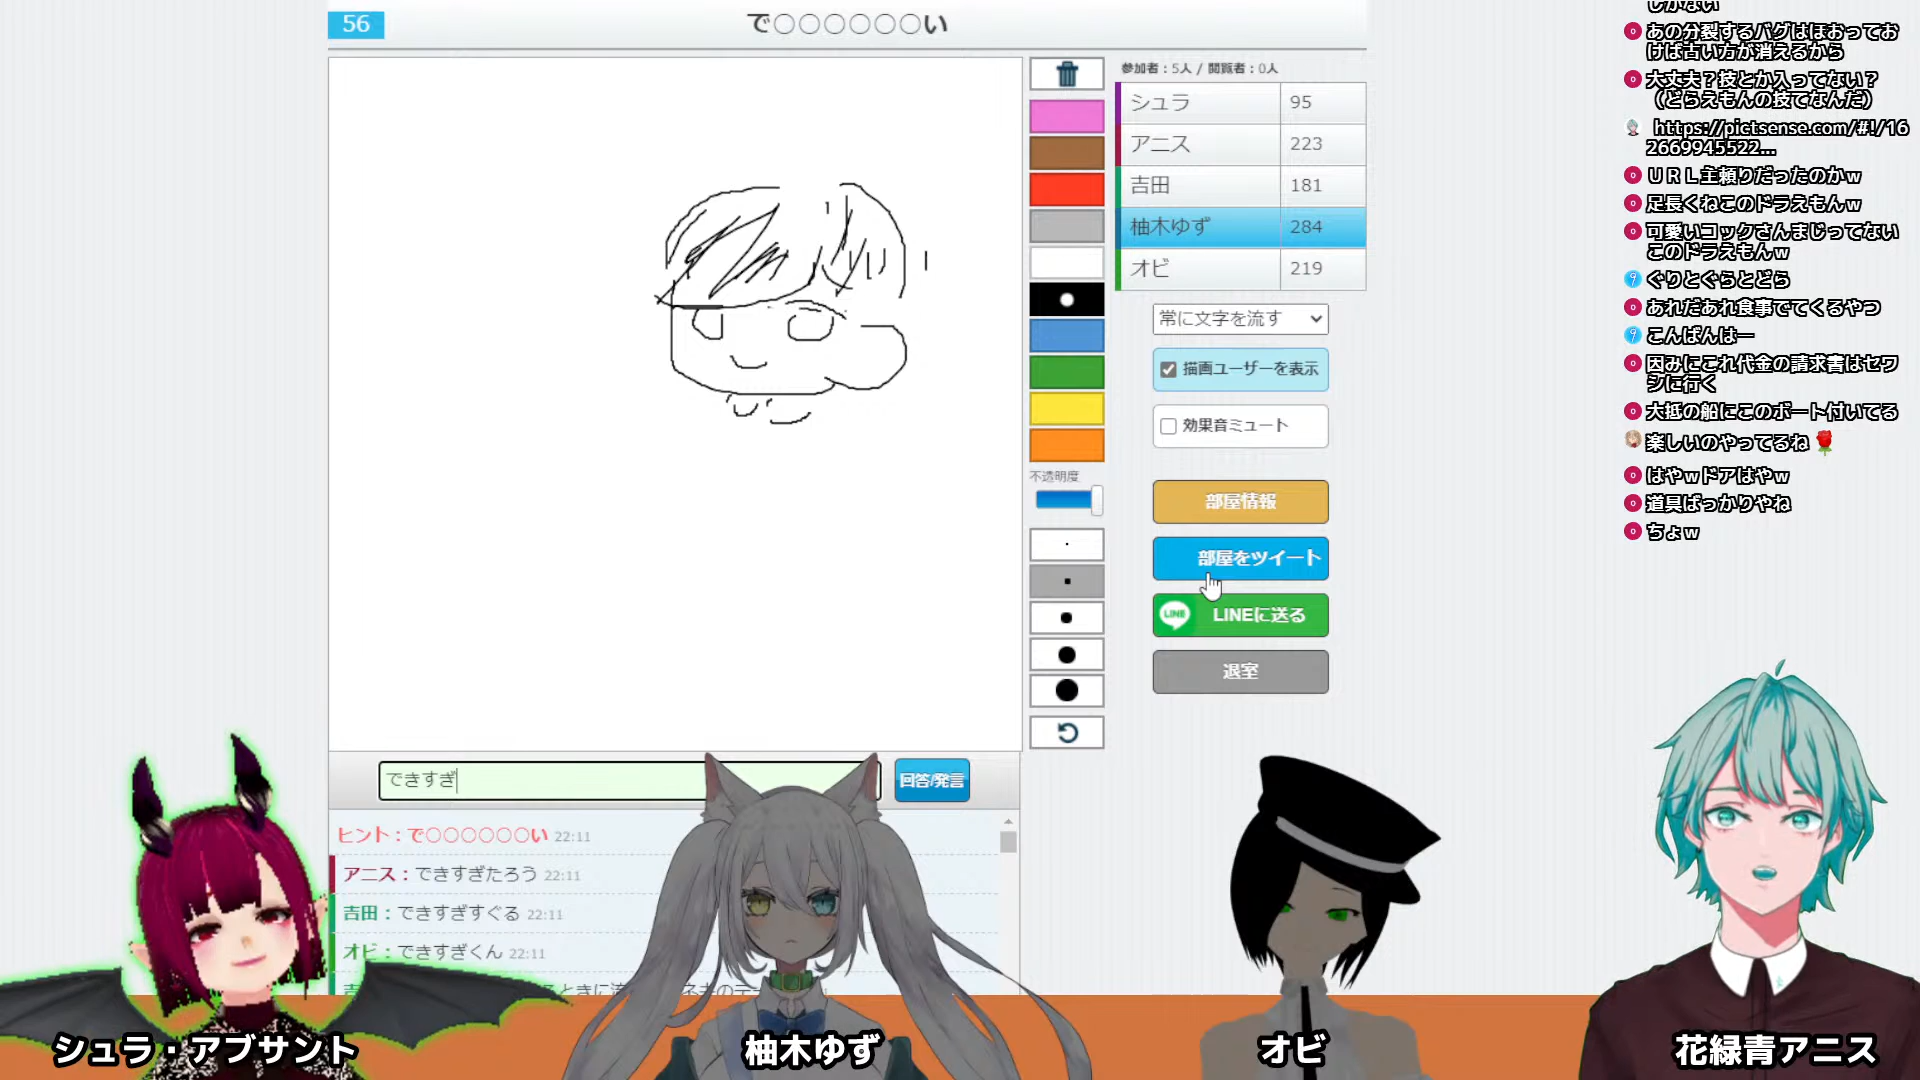 56
で○○○○○○い
参加者：5人 / 閲覧者：0人
シュラ 95
アニス 223
吉田 181
柚木ゆず 284
オビ 219
常に文字を流す
描画ユーザーを表示
効果音ミュート
不透明度
部屋情報
部屋をツイート
LINE LINEに送る
退室
できすぎ
回答/発言
ヒント：で○○○○○○い 22:11
アニス：できすぎたろう 22:11
吉田：できすぎすぐる 22:11
オビ：できすぎくん 22:11
しかない
あの分裂するバグはほおってお
けば古い方が消えるから
大丈夫？技とか入ってない？
（どらえもんの技てなんだ）
https://pictsense.com/#!/16
2669945522...
ＵＲＬ主頼りだったのかｗ
足長くねこのドラえもんｗ
可愛いコックさんまじってない
このドラえもんｗ
ぐりとぐらとどら
あれだあれ食事でてくるやつ
こんばんはー
因みにこれ代金の請求書はセワ
シに行く
大抵の船にこのボート付いてる
楽しいのやってるね
はやｗドアはやｗ
道具ばっかりやね
ちょｗ
シュラ・アブサント
柚木ゆず
オビ
花緑青アニス